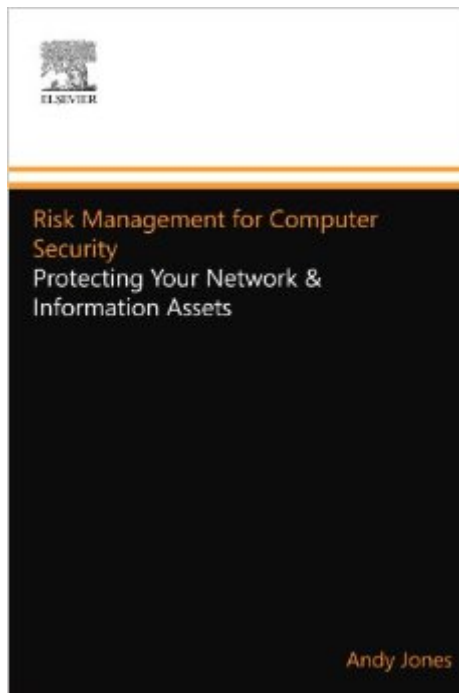 ELSEVIER
Risk Management for Computer
Security
Protecting Your Network &
Information Assets
Andy Jones